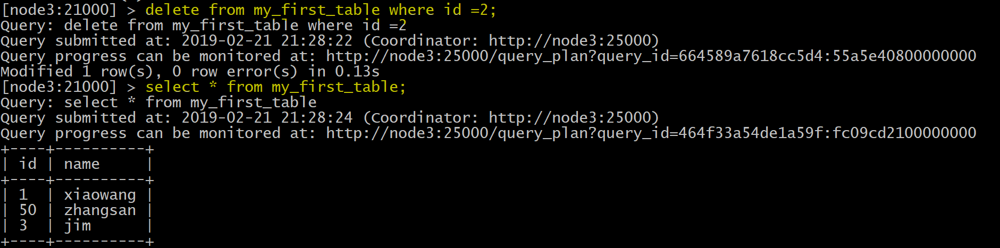 [node3:21000] > delete from my_first_table where id =2;
Query: delete from my_first_table where id =2
Query submitted at: 2019-02-21 21:28:22 (Coordinator: http://node3:25000)
Query progress can be monitored at: http://node3:25000/query_plan?query_id=664589a7618cc5d4:55a5e40800000000
Modified 1 row(s), 0 row error(s) in 0.13s
[node3:21000] > select * from my_first_table;
Query: select * from my_first_table
Query submitted at: 2019-02-21 21:28:24 (Coordinator: http://node3:25000)
Query progress can be monitored at: http://node3:25000/query_plan?query_id=464f33a54de1a59f:fc09cd2100000000
+----+----------+
| id | name     |
+----+----------+
| 1  | xiaowang |
| 50 | zhangsan |
| 3  | jim      |
+----+----------+